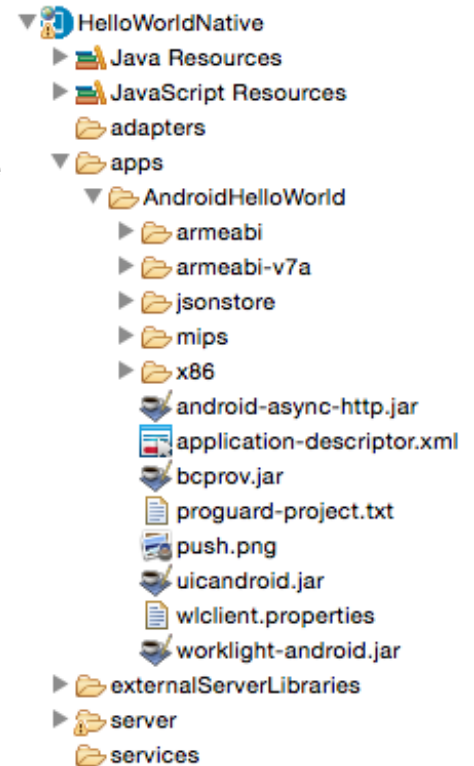 HelloWorldNative
Java Resources
JavaScript Resources
adapters
apps
AndroidHelloWorld
armeabi
armeabi-v7a
jsonstore
mips
x86
android-async-http.jar
application-descriptor.xml
bcprov.jar
proguard-project.txt
push.png
uicandroid.jar
wlclient.properties
worklight-android.jar
externalServerLibraries
server
services